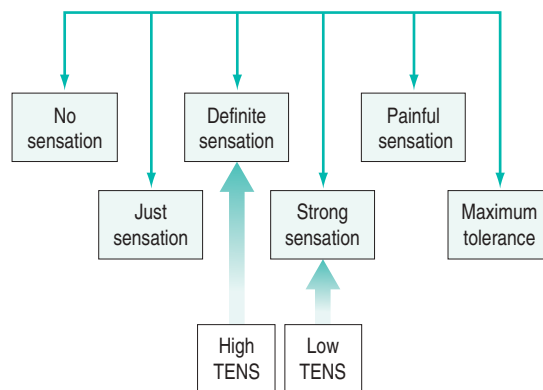 No
sensation
Definite
sensation
Painful
sensation
Just
sensation
Strong
sensation
Maximum
tolerance
High
TENS
Low
TENS